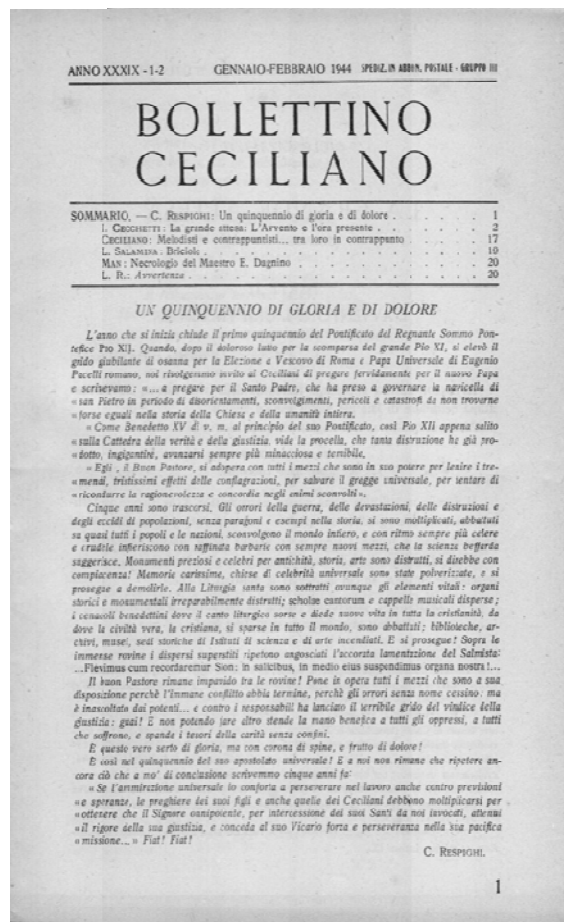 ANNO XXXIX - 1-2 GENNAIO-FEBBRAIO 1944 SPEDIZ. IN ABBON. POSTALE - GRUPPO III
BOLLETTINO
CECILIANO
SOMMARIO. — C. RESPIGHI: Un quinquennio di gloria e di dolore . . . . . . 1
I. CECCHETTI: La grande attesa: L'Avvento e l'ora presente . . . . . . 2
CECILIANO: Melodisti e contrappuntisti... tra loro in contrappunto . . . . 17
L. SALAMINA: Briciole . . . . . . 19
MAN: Necrologio del Maestro E. Dagnino . . . . . . 20
L. R.: Avvertenze . . . . . . 20
UN QUINQUENNIO DI GLORIA E DI DOLORE
L'anno che si inizia chiude il primo quinquennio del Pontificato del Regnante Sommo Pon-
tefice Pio XII. Quando, dopo il doloroso lutto per la scomparsa del grande Pio XI, si elevò il
grido giubilante di osanna per la Elezione a Vescovo di Roma e Papa Universale di Eugenio
Pacelli romano, noi rivolgemmo invito ai Ceciliani di pregare fervidamente per il nuovo Papa
e scrivevamo: «... a pregare per il Santo Padre, che ha preso a governare la navicella di
«san Pietro in periodo di disorientamenti, sconvolgimenti, pericoli e catastrofi da non trovarne
«forse eguali nella storia della Chiesa e della umanità intiera.
«Come Benedetto XV di v. m. al principio del suo Pontificato, così Pio XII appena salito
«sulla Cattedra della verità e della giustizia, vide la procella, che tanta distruzione ha già pro-
«dotto, ingigantire, avanzarsi sempre più minacciosa e terribile.
«Egli, il Buon Pastore, si adopera con tutti i mezzi che sono in suo potere per lenire i tre-
«mendi, tristissimi effetti delle conflagrazioni, per salvare il gregge universale, per tentare di
«ricondurre la ragionevolezza e concordia negli animi sconvolti».
Cinque anni sono trascorsi. Gli orrori della guerra, delle devastazioni, delle distruzioni e
degli eccidi di popolazioni, senza paragoni e esempi nella storia, si sono moltiplicati, abbattuti
su quasi tutti i popoli e le nazioni, sconvolgono il mondo intiero, e con ritmo sempre più celere
e crudele infieriscono con raffinata barbarie con sempre nuovi mezzi, che la scienza beffarda
suggerisce. Monumenti preziosi e celebri per antichità, storia, arte sono distrutti, si direbbe con
compiacenza! Memorie carissime, chiese di celebrità universale sono state polverizzate, e si
prosegue a demolirle. Alla Liturgia santa sono sottratti ovunque gli elementi vitali: organi
storici e monumentali irreparabilmente distrutti; scholae cantorum e cappelle musicali disperse;
i cenacoli benedettini dove il canto liturgico sorse e diede nuova vita in tutta la cristianità, da
dove la civiltà vera, la cristiana, si sparse in tutto il mondo, sono abbattuti; biblioteche, ar-
chivi, musei, sedi storiche di Istituti di scienza e di arte incendiati. E si prosegue! Sopra le
immense rovine i dispersi superstiti ripetono angosciati l'accorata lamentazione del Salmista:
...Flevimus cum recordaremur Sion: in salicibus, in medio eius suspendimus organa nostra!...
Il buon Pastore rimane impavido tra le rovine! Pone in opera tutti i mezzi che sono a sua
disposizione perchè l'immane conflitto abbia termine, perchè gli orrori senza nome cessino: ma
è inascoltato dai potenti... e contro i responsabili ha lanciato il terribile grido del vindice della
giustizia: guai! E non potendo fare altro stende la mano benefica a tutti gli oppressi, a tutti
che soffrono, e spande i tesori della carità senza confini.
È questo vero serto di gloria, ma con corona di spine, e frutto di dolore!
È così nel quinquennio del suo apostolato universale! E a noi non rimane che ripetere an-
cora ciò che a mo' di conclusione scrivemmo cinque anni fa:
«Se l'ammirazione universale lo conforta a perseverare nel lavoro anche contro previsioni
«e speranze, le preghiere dei suoi figli e anche quelle dei Ceciliani debbono moltiplicarsi per
«ottenere che il Signore onnipotente, per intercessione dei suoi Santi da noi invocati, attenui
«il rigore della sua giustizia, e conceda al suo Vicario forza e perseveranza nella sua pacifica
«missione...» Fiat! Fiat!
C. RESPIGHI.
1